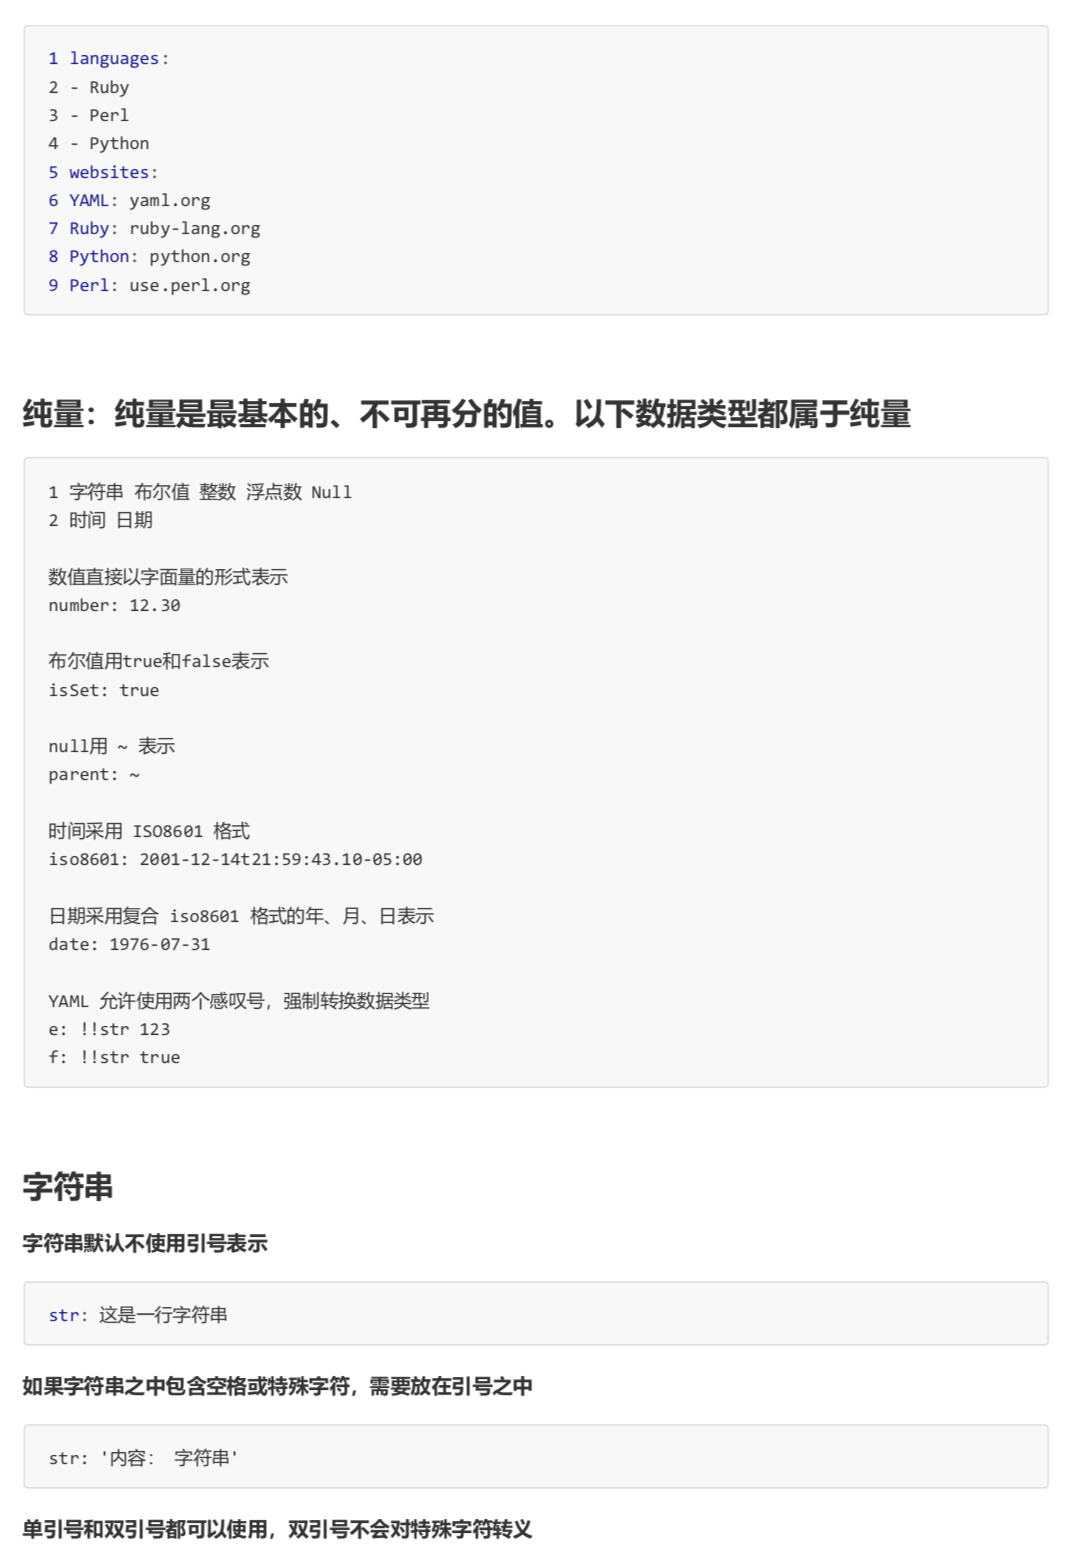 1 languages:
2 - Ruby
3 - Perl
4 - Python
5 websites:
6 YAML: yaml.org
7 Ruby: ruby-lang.org
8 Python: python.org
9 Perl: use.perl.org
纯量：纯量是最基本的、不可再分的值。以下数据类型都属于纯量
1 字符串 布尔值 整数 浮点数 Null
2 时间 日期
数值直接以字面量的形式表示
number: 12.30
布尔值用true和false表示
isSet: true
null用 ~ 表示
parent: ~
时间采用 ISO8601 格式
iso8601: 2001-12-14t21:59:43.10-05:00
日期采用复合 iso8601 格式的年、月、日表示
date: 1976-07-31
YAML 允许使用两个感叹号，强制转换数据类型
e: !!str 123
f: !!str true
字符串
字符串默认不使用引号表示
str: 这是一行字符串
如果字符串之中包含空格或特殊字符，需要放在引号之中
str: '内容： 字符串'
单引号和双引号都可以使用，双引号不会对特殊字符转义